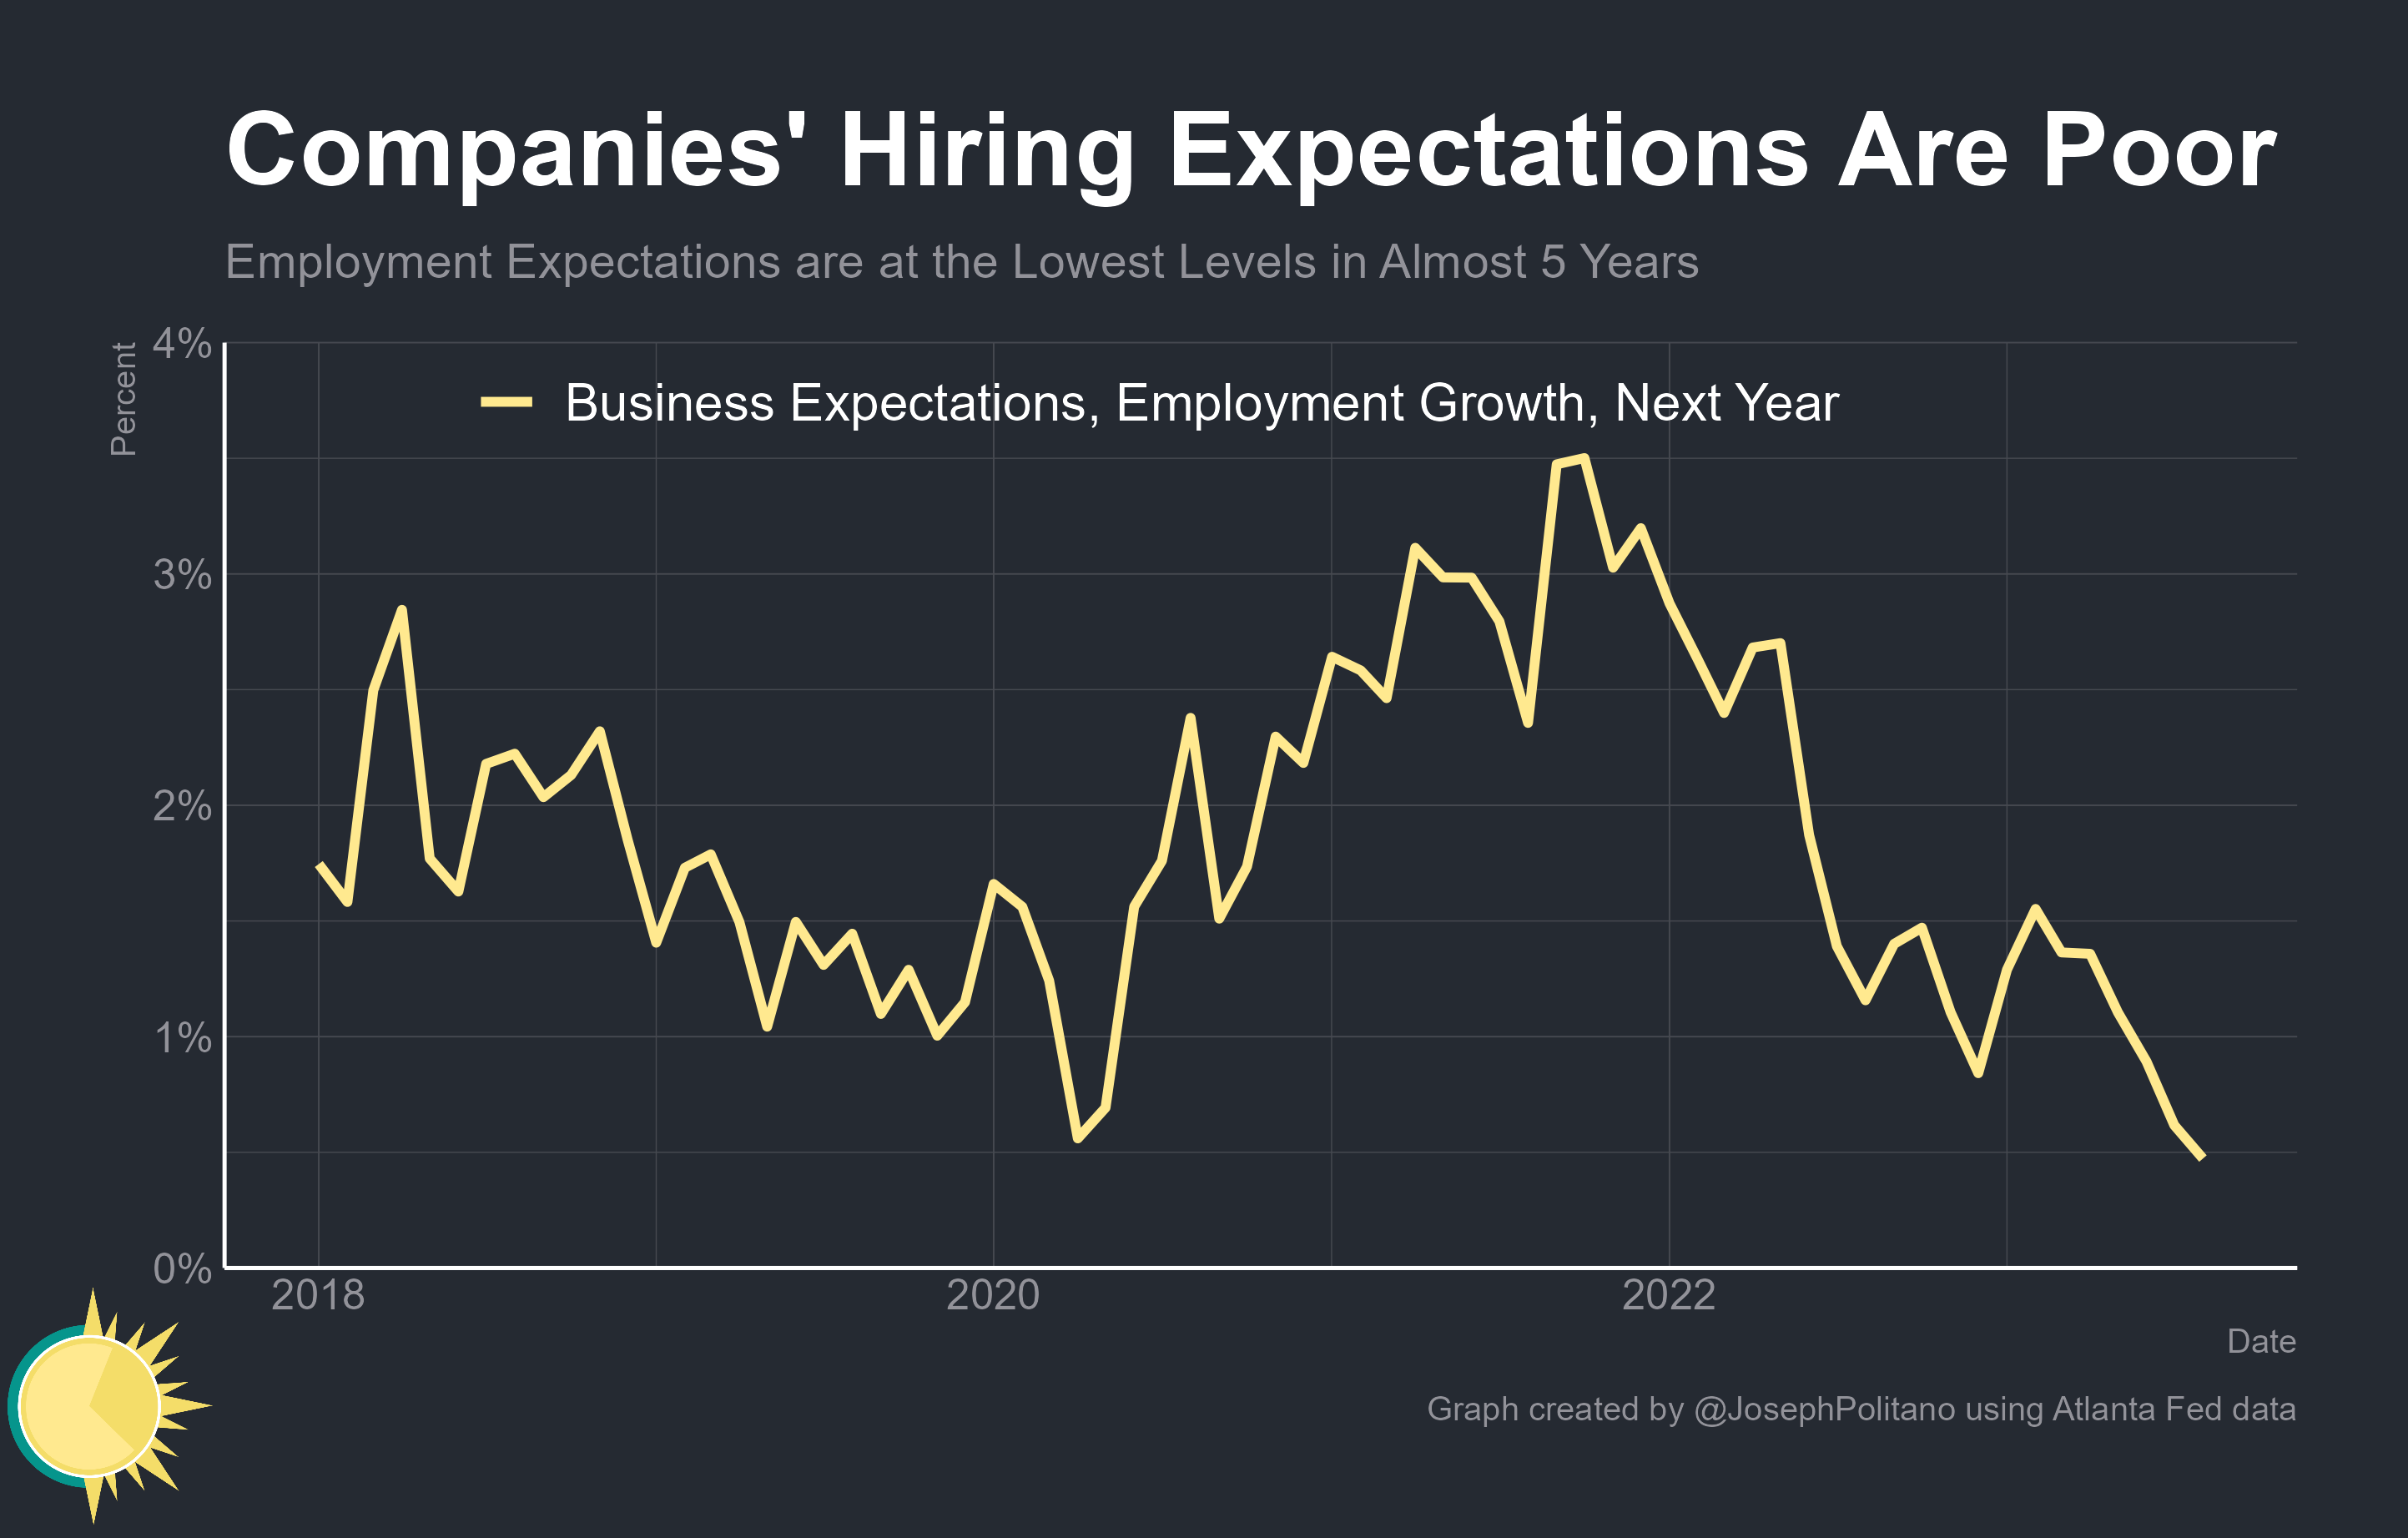 Companies' Hiring Expectations Are Poor
Employment Expectations are at the Lowest Levels in Almost 5 Years
Percent
4%
Business Expectations, Employment Growth, Next Year
3%
2%
1%
0%
2018 2020 2022
Date
Graph created by @JosephPolitano using Atlanta Fed data